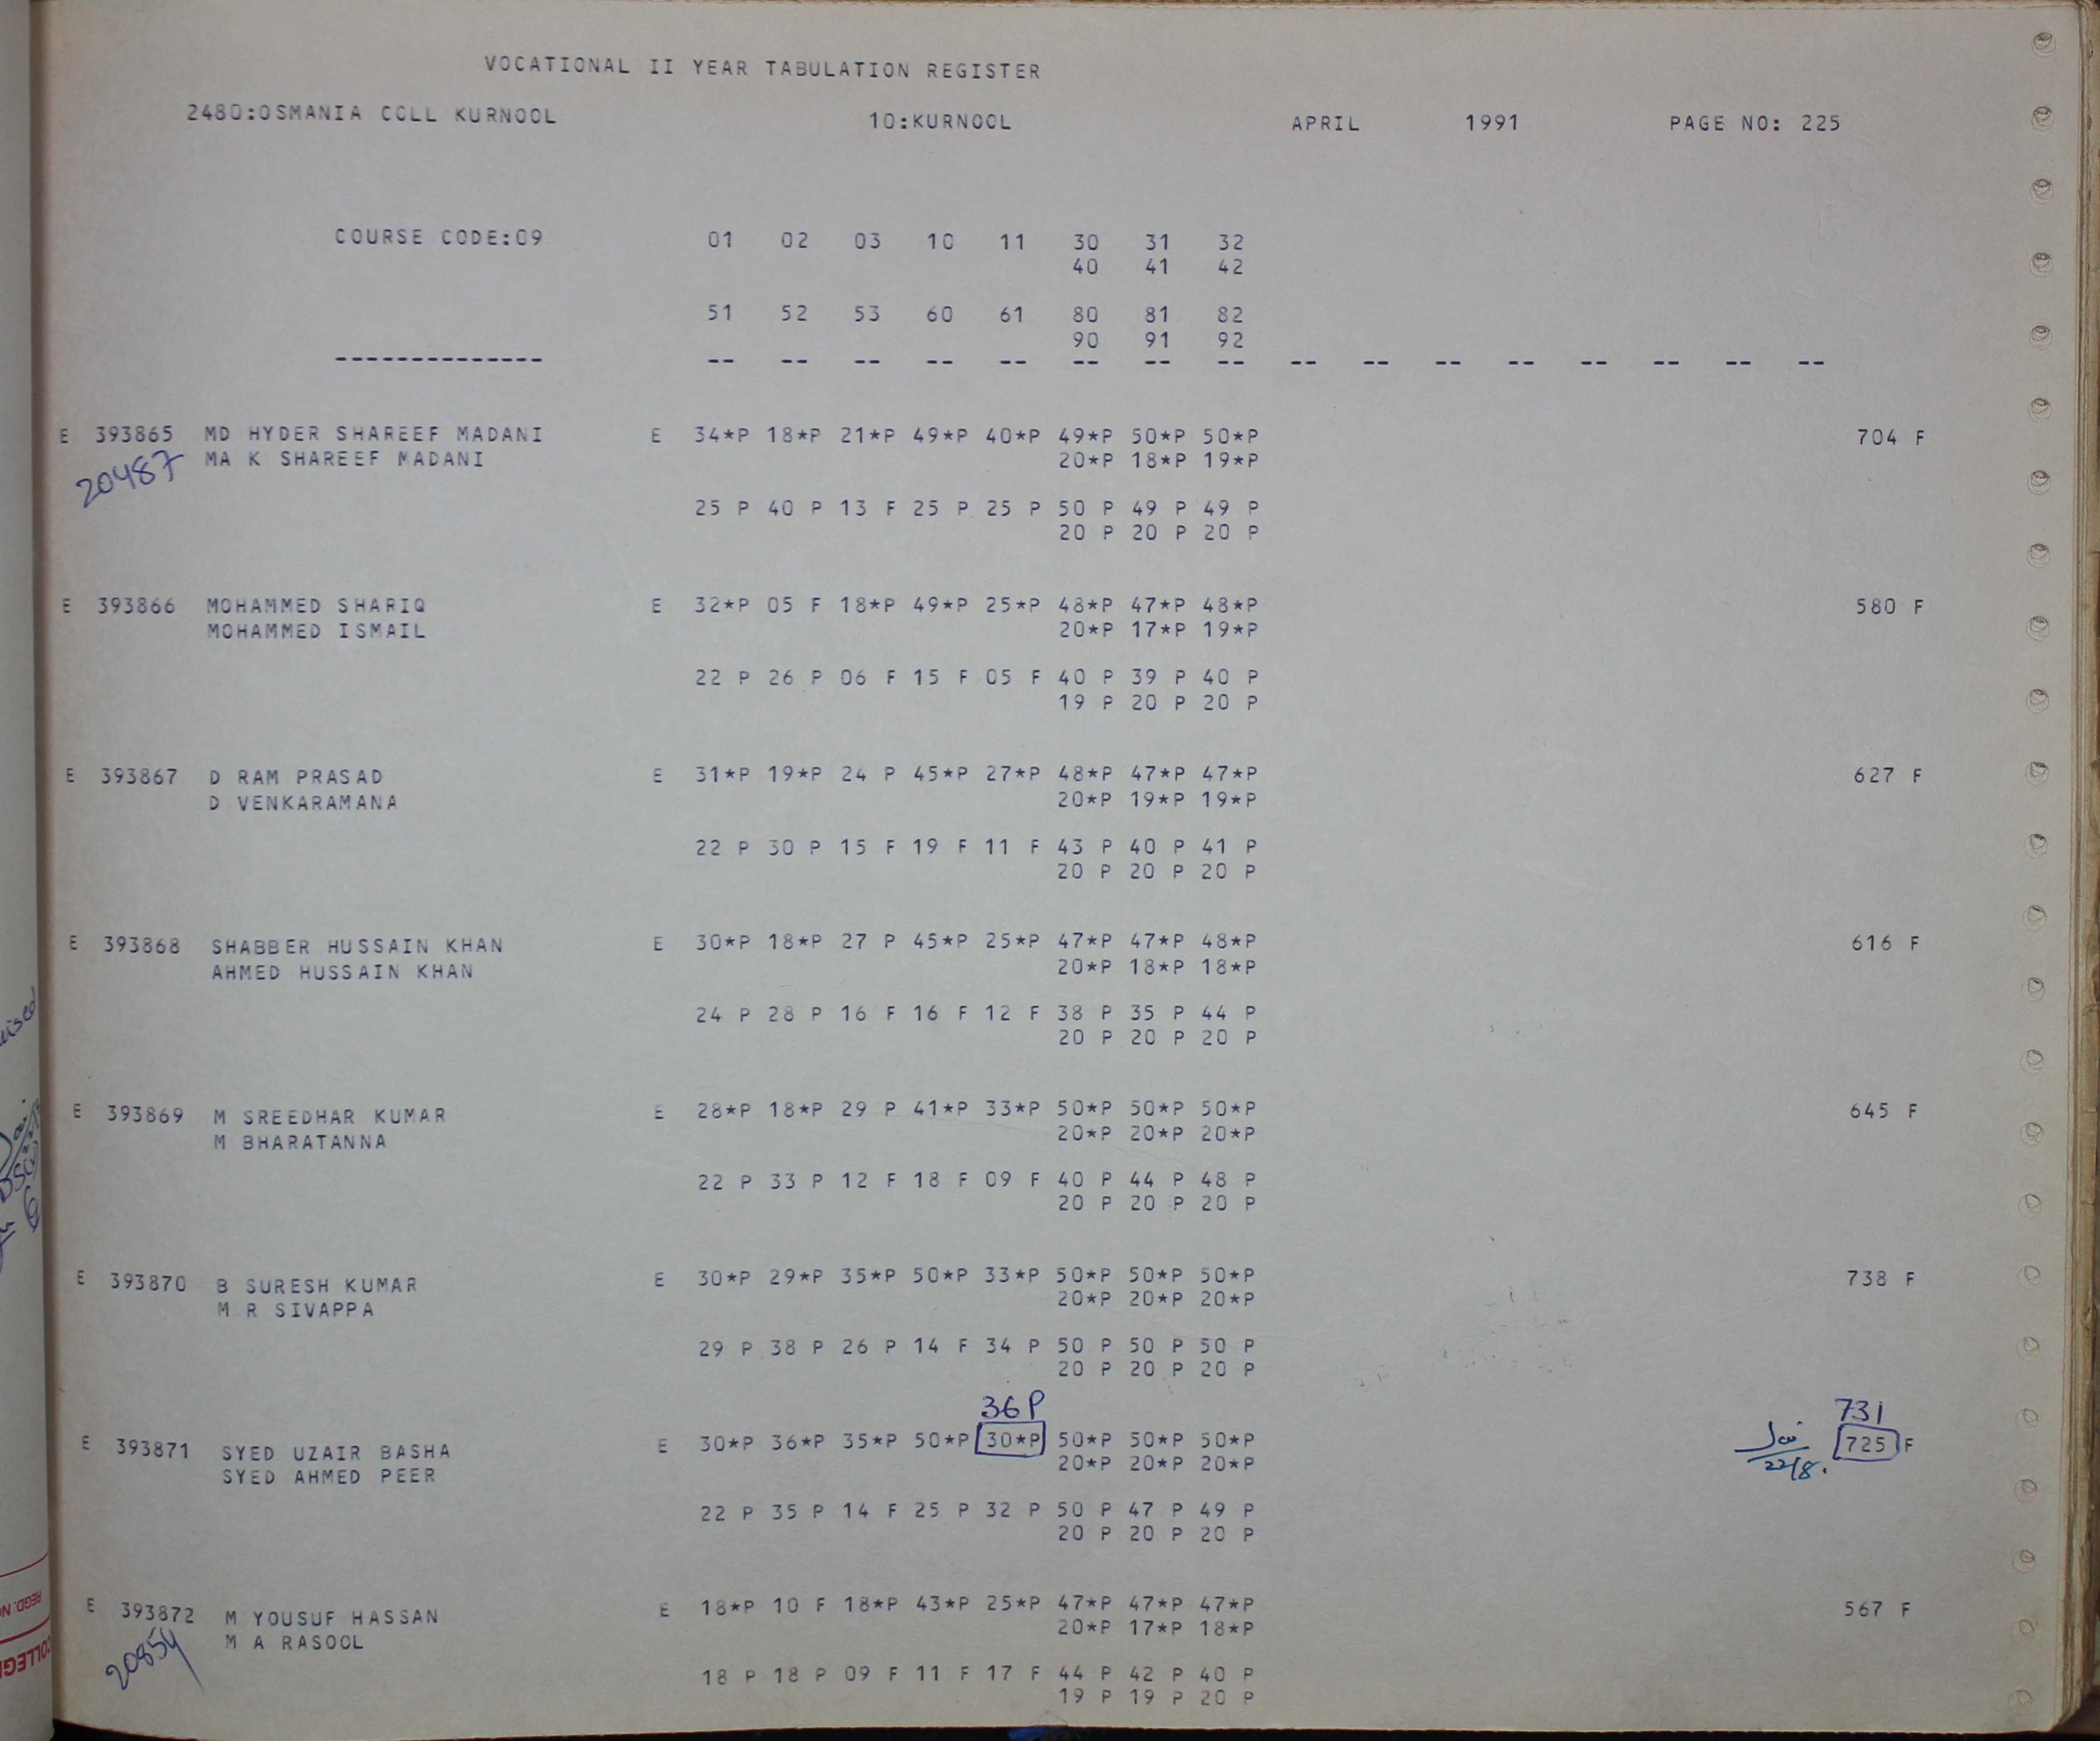 VOCATIONAL II YEAR TABULATION REGISTER
2480:OSMANIA COLL KURNOOL 10:KURNOOL APRIL 1991 PAGE NO: 225
COURSE CODE:09 01 02 03 10 11 30 31 32
40 41 42
51 52 53 60 61 80 81 82
90 91 92
-------------- -- -- -- -- -- -- -- -- -- -- -- -- -- -- -- --
E 393865 MD HYDER SHAREEF MADANI E 34*P 18*P 21*P 49*P 40*P 49*P 50*P 50*P 704 F
20487 MA K SHAREEF MADANI 20*P 18*P 19*P
25 P 40 P 13 F 25 P 25 P 50 P 49 P 49 P
20 P 20 P 20 P
E 393866 MOHAMMED SHARIQ E 32*P 05 F 18*P 49*P 25*P 48*P 47*P 48*P 580 F
MOHAMMED ISMAIL 20*P 17*P 19*P
22 P 26 P 06 F 15 F 05 F 40 P 39 P 40 P
19 P 20 P 20 P
E 393867 D RAM PRASAD E 31*P 19*P 24 P 45*P 27*P 48*P 47*P 47*P 627 F
D VENKARAMANA 20*P 19*P 19*P
22 P 30 P 15 F 19 F 11 F 43 P 40 P 41 P
20 P 20 P 20 P
E 393868 SHABBER HUSSAIN KHAN E 30*P 18*P 27 P 45*P 25*P 47*P 47*P 48*P 616 F
AHMED HUSSAIN KHAN 20*P 18*P 18*P
24 P 28 P 16 F 16 F 12 F 38 P 35 P 44 P
20 P 20 P 20 P
E 393869 M SREEDHAR KUMAR E 28*P 18*P 29 P 41*P 33*P 50*P 50*P 50*P 645 F
M BHARATANNA 20*P 20*P 20*P
22 P 33 P 12 F 18 F 09 F 40 P 44 P 48 P
20 P 20 P 20 P
E 393870 B SURESH KUMAR E 30*P 29*P 35*P 50*P 33*P 50*P 50*P 50*P 738 F
M R SIVAPPA 20*P 20*P 20*P
29 P 38 P 26 P 14 F 34 P 50 P 50 P 50 P
20 P 20 P 20 P
36P 731
E 393871 SYED UZAIR BASHA E 30*P 36*P 35*P 50*P 30*P 50*P 50*P 50*P 725 F
SYED AHMED PEER 20*P 20*P 20*P 22/8.
22 P 35 P 14 F 25 P 32 P 50 P 47 P 49 P
20 P 20 P 20 P
E 393872 M YOUSUF HASSAN E 18*P 10 F 18*P 43*P 25*P 47*P 47*P 47*P 567 F
20854 M A RASOOL 20*P 17*P 18*P
18 P 18 P 09 F 11 F 17 F 44 P 42 P 40 P
19 P 19 P 20 P